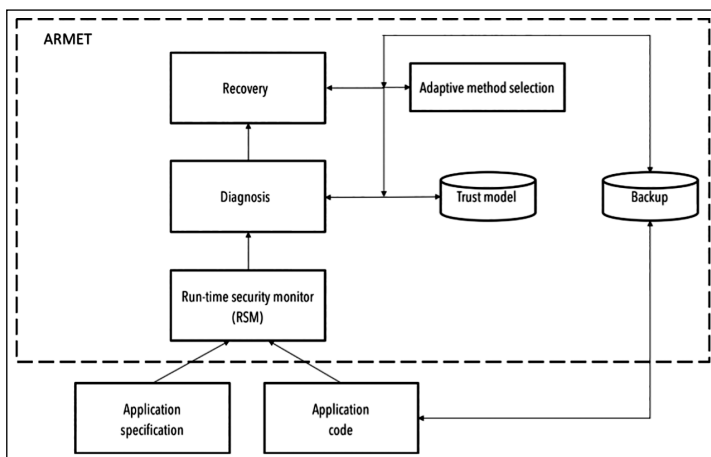 ARMET
Recovery
Adaptive method selection
Diagnosis
Trust model
Backup
Run-time security monitor
(RSM)
Application
specification
Application
code